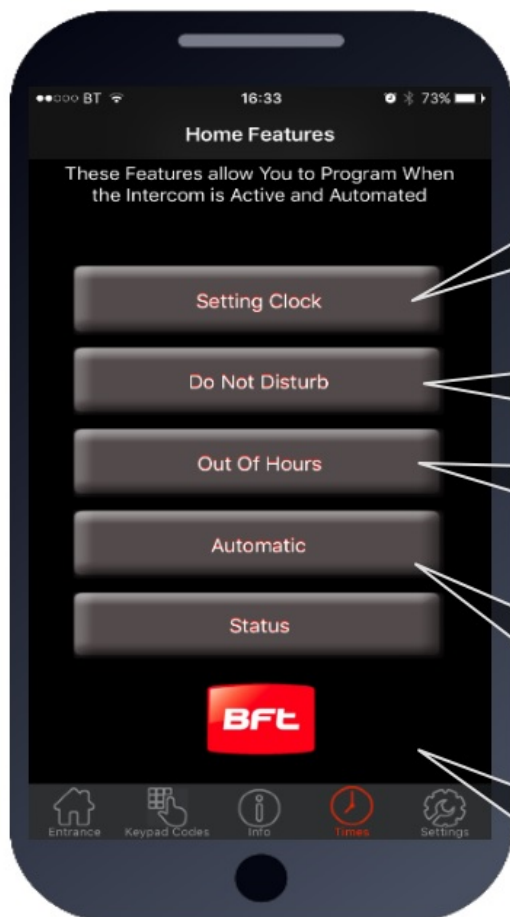 BT 16:33 73%
Home Features
These Features allow You to Program When
the Intercom is Active and Automated
Setting Clock
Do Not Disturb
Out Of Hours
Automatic
Status
BFt
Entrance Keypad Codes Info Times Settings